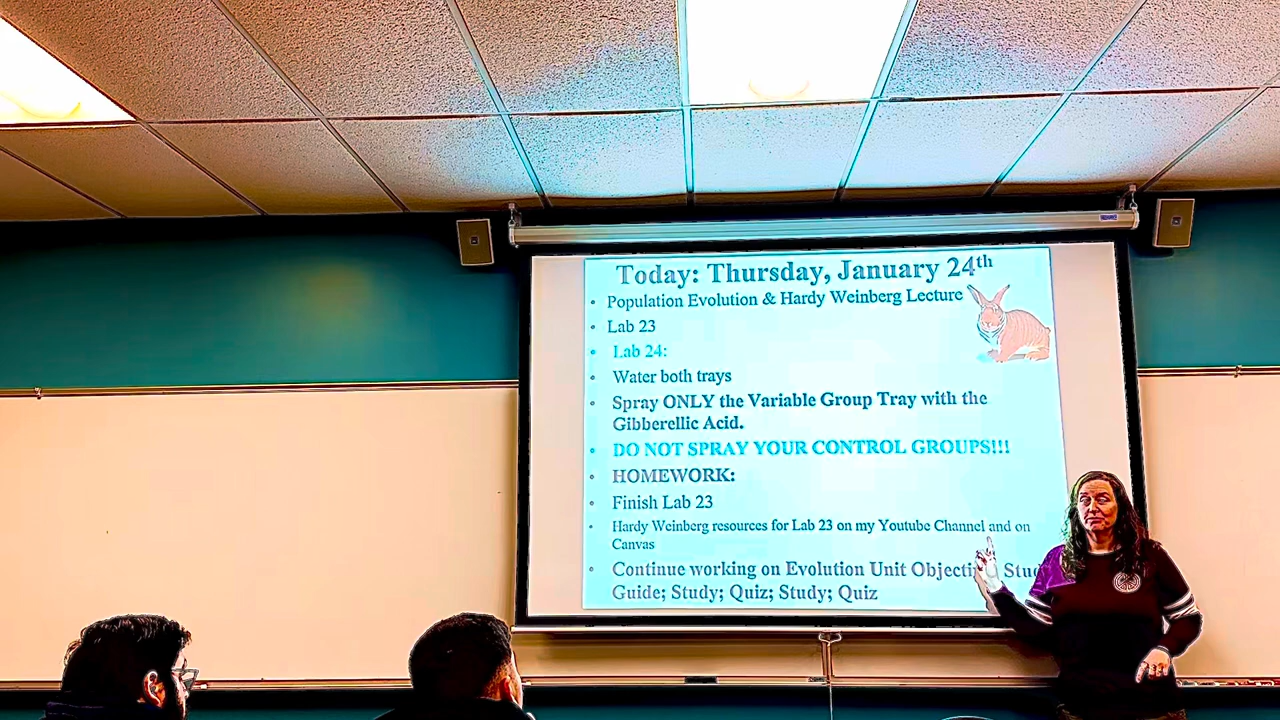 Today: Thursday, January 24th
• Population Evolution & Hardy Weinberg Lecture
• Lab 23
• Lab 24:
• Water both trays
• Spray ONLY the Variable Group Tray with the
Gibberellic Acid.
• DO NOT SPRAY YOUR CONTROL GROUPS!!!
• HOMEWORK:
• Finish Lab 23
• Hardy Weinberg resources for Lab 23 on my Youtube Channel and on
Canvas
• Continue working on Evolution Unit
Guide; Study; Quiz; Study; Quiz